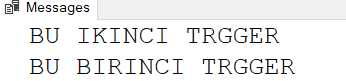 Messages
BU IKINCI TRGGER
BU BIRINCI TRGGER